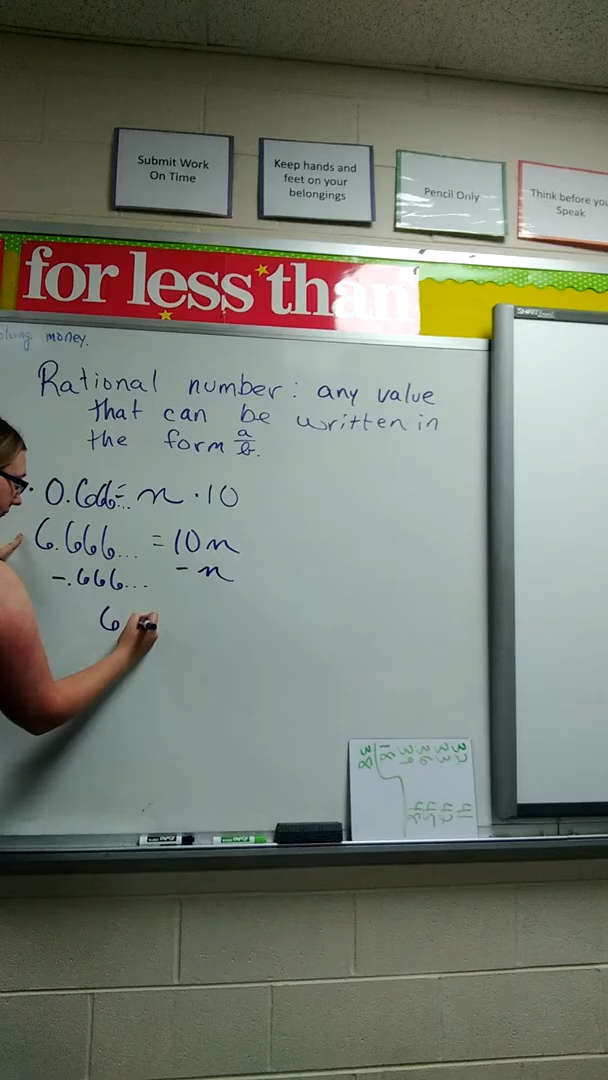 Submit Work
On Time
Keep hands and
feet on your
belongings
Pencil Only
Think before you
Speak
for less than
SMART
money.
Rational number: any value
that can be written in
the form a/b.
10 · 0.666... = n · 10
6.666... = 10n
-.666... - n
6